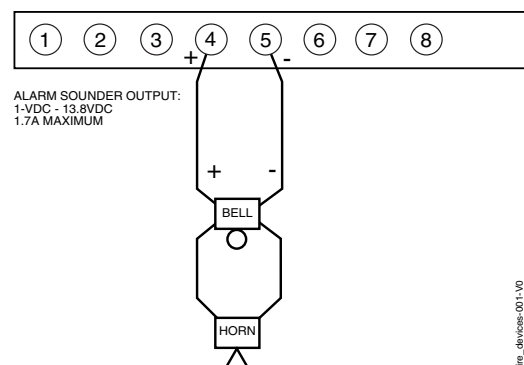 1 2 3 4 5 6 7 8
+ -
ALARM SOUNDER OUTPUT:
1-VDC - 13.8VDC
1.7A MAXIMUM
+ -
BELL
HORN